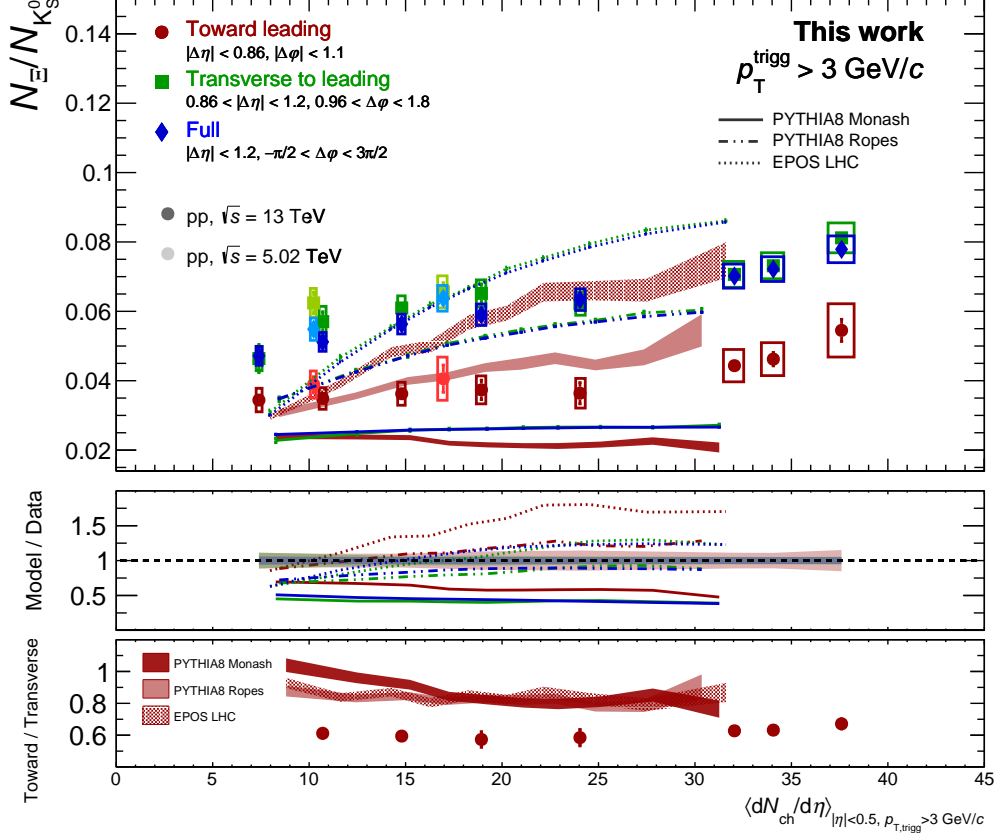 N_Ξ/N_{K_S^0}
0.14
0.12
0.1
0.08
0.06
0.04
0.02
Toward leading
|Δη| < 0.86, |Δφ| < 1.1
Transverse to leading
0.86 < |Δη| < 1.2, 0.96 < Δφ < 1.8
Full
|Δη| < 1.2, −π/2 < Δφ < 3π/2
pp, √s = 13 TeV
pp, √s = 5.02 TeV
This work
p_T^trigg > 3 GeV/c
PYTHIA8 Monash
PYTHIA8 Ropes
EPOS LHC
Model / Data
1.5
1
0.5
Toward / Transverse
1
0.8
0.6
PYTHIA8 Monash
PYTHIA8 Ropes
EPOS LHC
0 5 10 15 20 25 30 35 40 45
⟨dN_ch/dη⟩_{|η|<0.5, p_{T,trigg}>3 GeV/c}